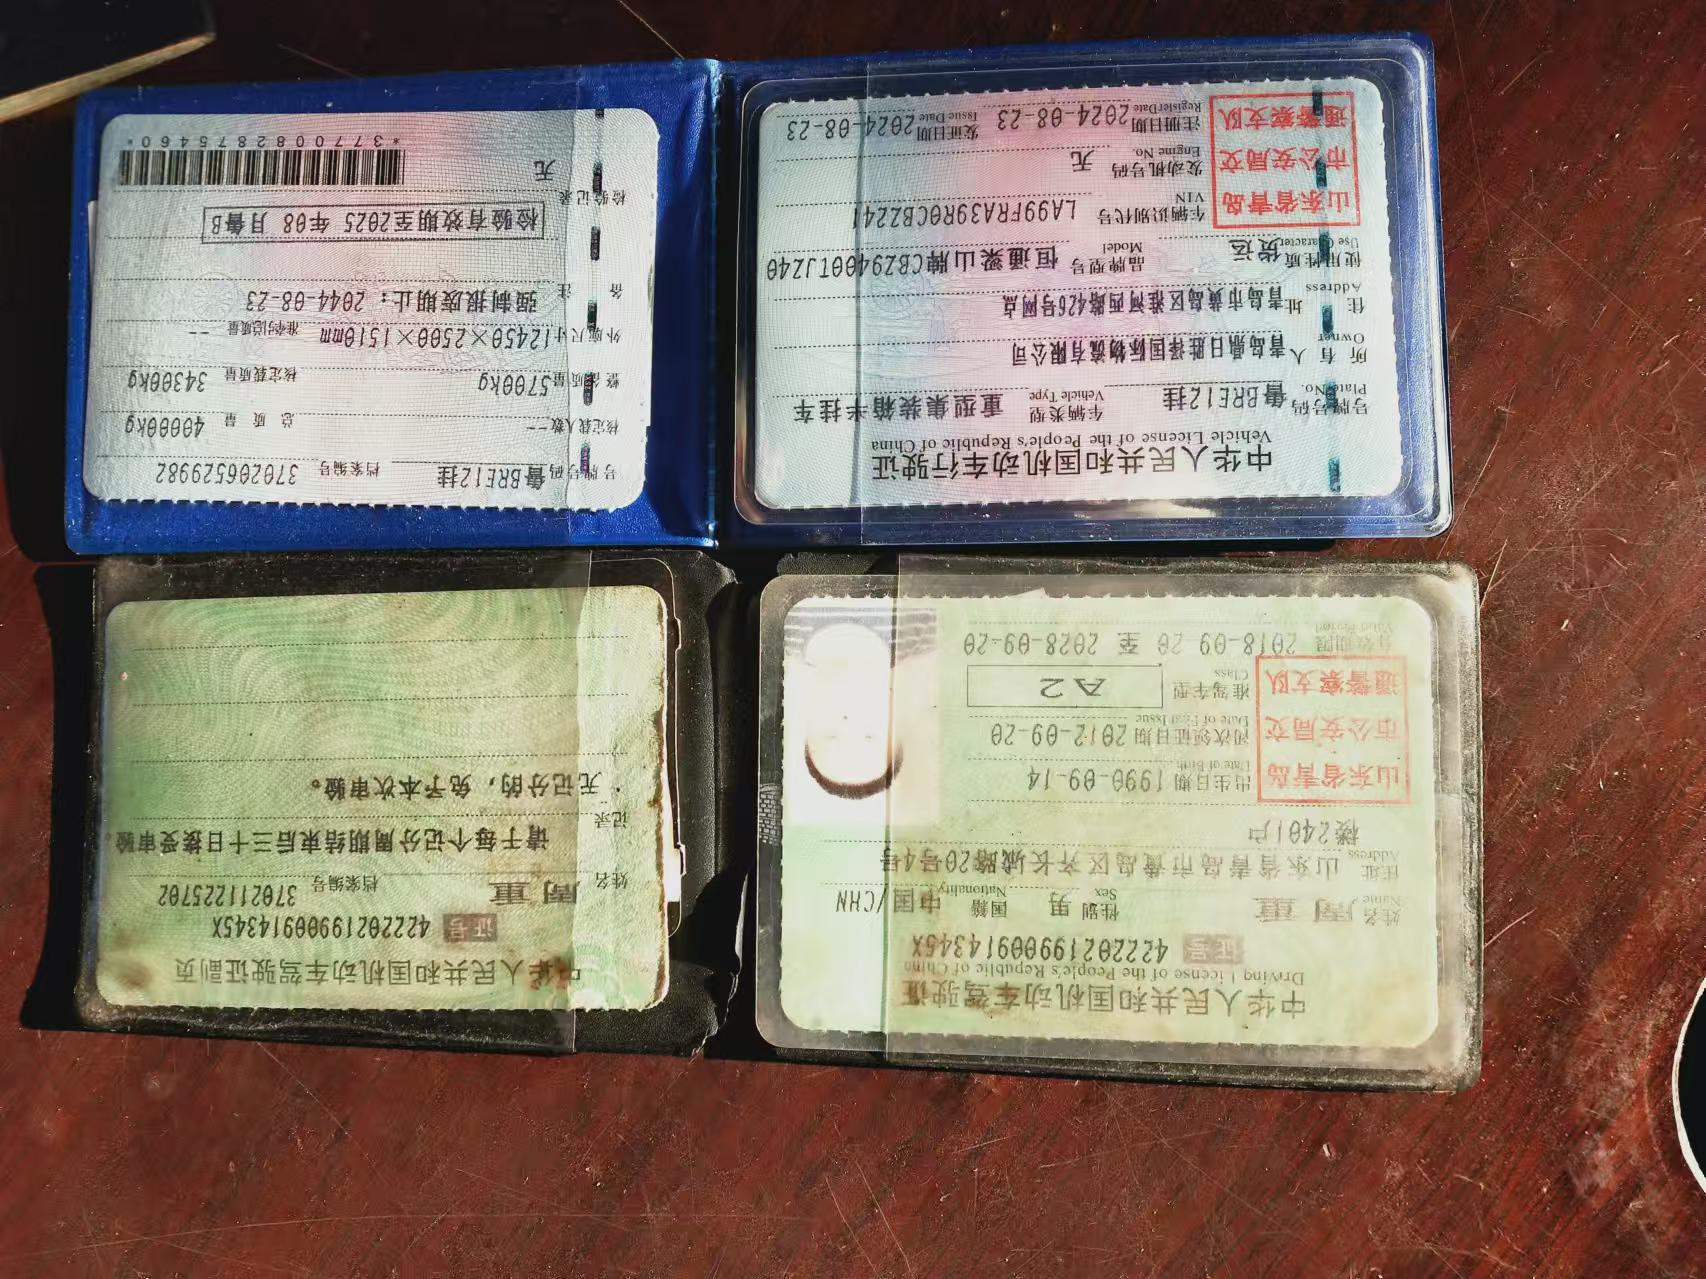 中华人民共和国机动车驾驶证
Driving License of the People's Republic of China
证号 42220219900914345X
姓名 周重
Name
性别 男 国籍 中国/CHN
Sex Nationality
住址 山东省青岛市黄岛区齐长城路20号4号
Address
楼2401户
山东省青岛
市公安局交
通警察支队
出生日期 1990-09-14
Date of Birth
初次领证日期 2012-09-20
Date of First Issue
准驾车型 A2
Class
有效期限 2018-09-20 至 2028-09-20
Valid Period
中华人民共和国机动车驾驶证副页
证号 42220219900914345X
姓名 周重 档案编号 370211225702
记录 请于每个记分周期结束后三十日接受审验
无记分的，免予本次审验。
中华人民共和国机动车行驶证
Vehicle License of the People's Republic of China
号牌号码 鲁BRE12挂 车辆类型 重型集装箱半挂车
Plate No. Vehicle Type
所有人 青岛鼎日胜泽国际物流有限公司
Owner
住址 青岛市黄岛区淮河西路426号网点
Address
使用性质 货运 品牌型号 恒通梁山牌CBZ9400TJZ40
Use Character Model
山东省青岛
市公安局交
通警察支队
车辆识别代号 LA99FRA39R0CBZ241
VIN
发动机号码 无
Engine No.
注册日期 2024-08-23 发证日期 2024-08-23
Register Date Issue Date
号牌号码 鲁BRE12挂 档案编号 370206529982
核定载人数 -- 总质量 40000kg
整备质量 5700kg 核定载质量 34300kg
外廓尺寸 12450×2500×1510mm 准牵引总质量 --
备注 强制报废期止：2044-08-23
检验有效期至2025年08月鲁B
检验记录
无
*3770082875460*